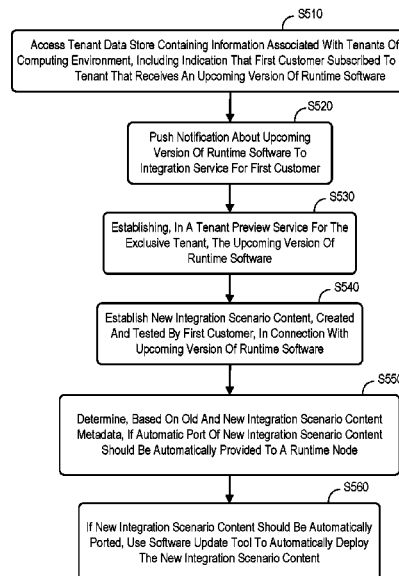 S510
Access Tenant Data Store Containing Information Associated With Tenants Of
Computing Environment, Including Indication That First Customer Subscribed To
Tenant That Receives An Upcoming Version Of Runtime Software
S520
Push Notification About Upcoming
Version Of Runtime Software To
Integration Service For First Customer
S530
Establishing, In A Tenant Preview Service For The
Exclusive Tenant, The Upcoming Version Of
Runtime Software
S540
Establish New Integration Scenario Content, Created
And Tested By First Customer, In Connection With
Upcoming Version Of Runtime Software
S550
Determine, Based On Old And New Integration Scenario Content
Metadata, If Automatic Port Of New Integration Scenario Content
Should Be Automatically Provided To A Runtime Node
S560
If New Integration Scenario Content Should Be Automatically
Ported, Use Software Update Tool To Automatically Deploy
The New Integration Scenario Content